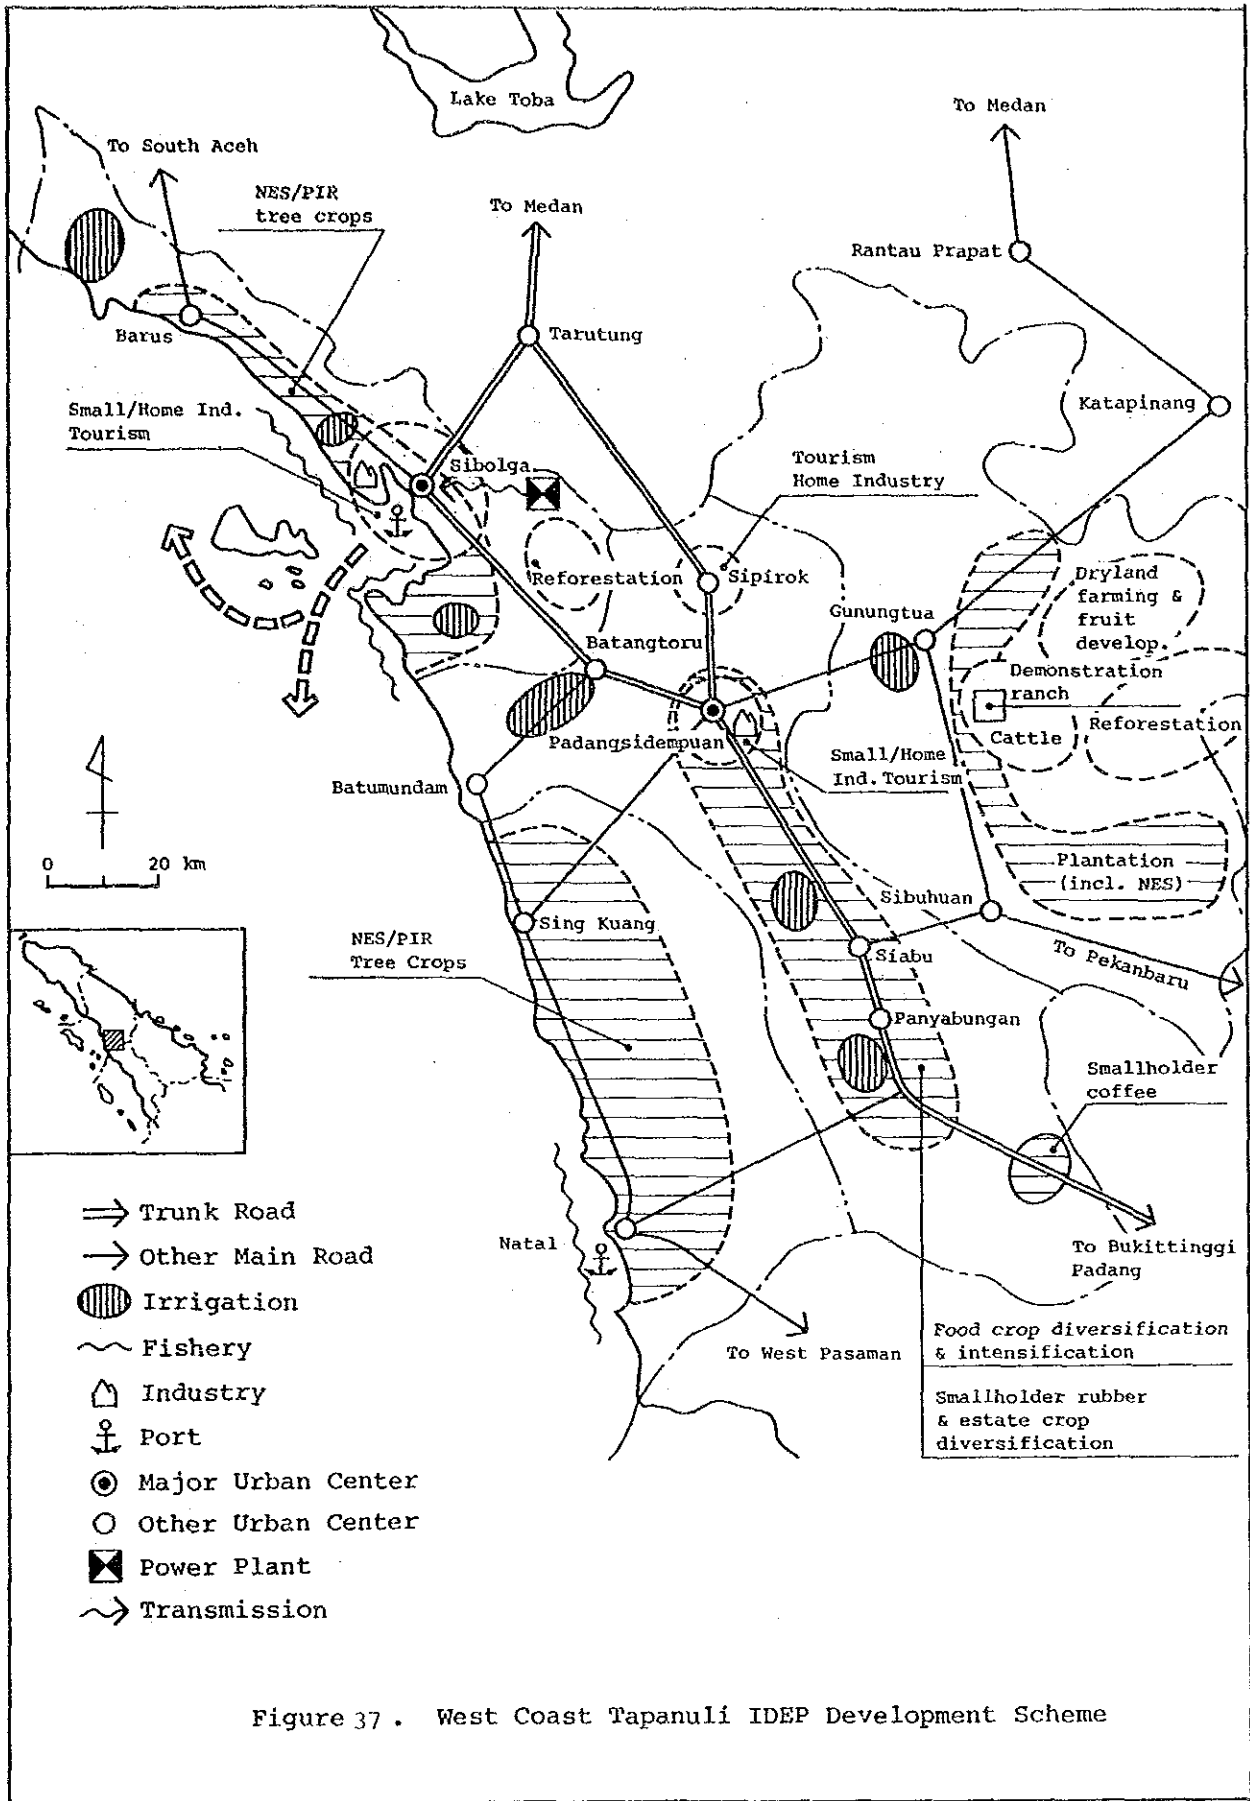 Lake Toba
To Medan
To South Aceh
NES/PIR
tree crops
To Medan
Rantau Prapat
Barus
Tarutung
Katapinang
Small/Home Ind.
Tourism
Sibolga
Tourism
Home Industry
Reforestation
Sipirok
Dryland
farming &
fruit
develop.
Gunungtua
Batangtoru
Demonstration
ranch
Reforestation
Cattle
Padangsidempuan
Small/Home
Ind. Tourism
Batumundam
0 20 km
Plantation
(incl. NES)
Sibuhuan
Sing Kuang
NES/PIR
Tree Crops
Siabu
To Pekanbaru
Panyabungan
Smallholder
coffee
Trunk Road
Other Main Road
Irrigation
Fishery
Industry
Port
Major Urban Center
Other Urban Center
Power Plant
Transmission
Natal
To Bukittinggi
Padang
To West Pasaman
Food crop diversification
& intensification
Smallholder rubber
& estate crop
diversification
Figure 37 . West Coast Tapanuli IDEP Development Scheme